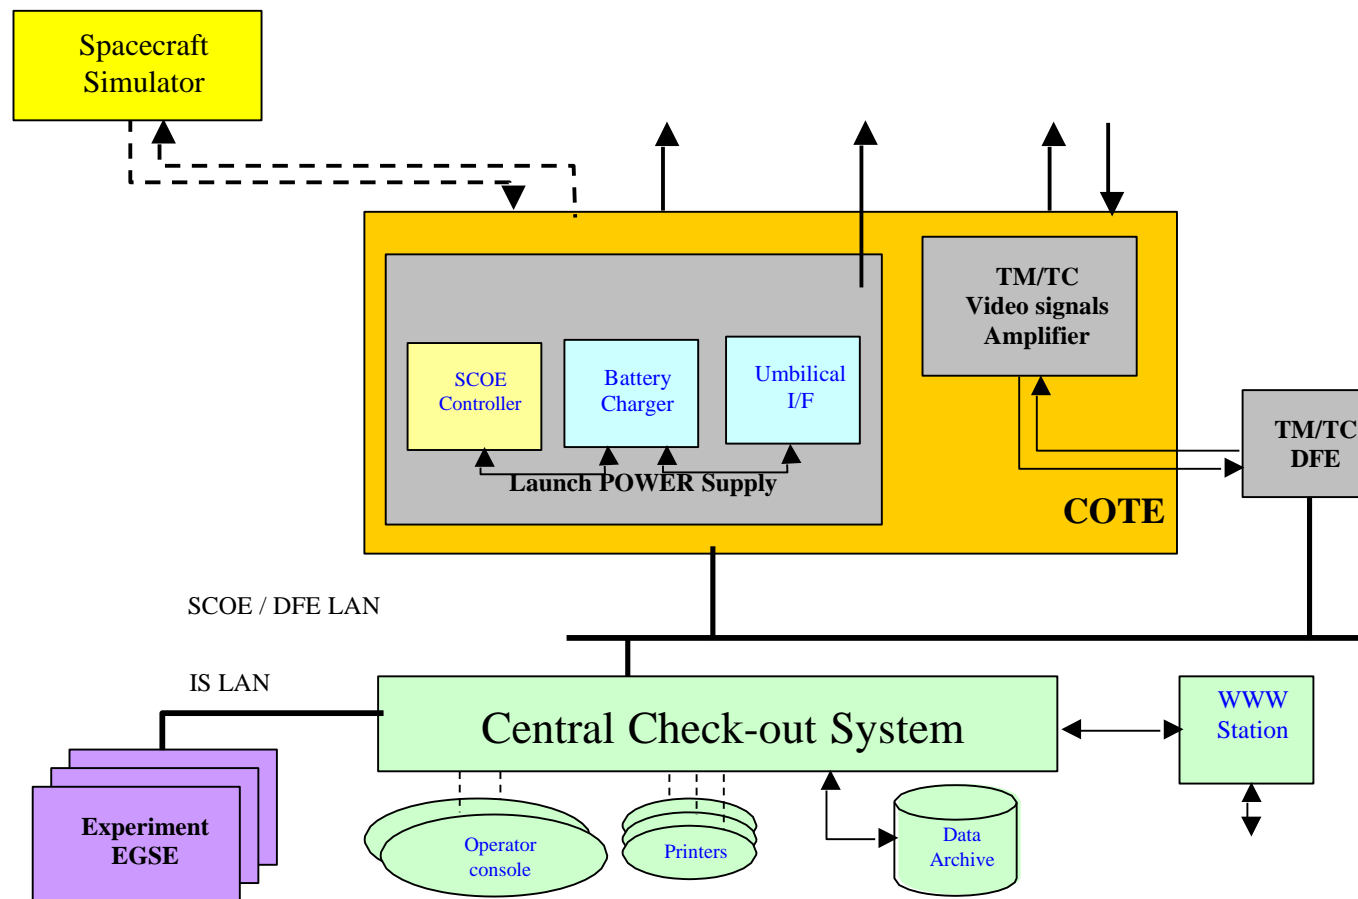 Spacecraft
Simulator
TM/TC
Video signals
Amplifier
SCOE
Controller
Battery
Charger
Umbilical
I/F
Launch POWER Supply
TM/TC
DFE
COTE
SCOE / DFE LAN
IS LAN
Central Check-out System
WWW
Station
Experiment
EGSE
Operator
console
Printers
Data
Archive